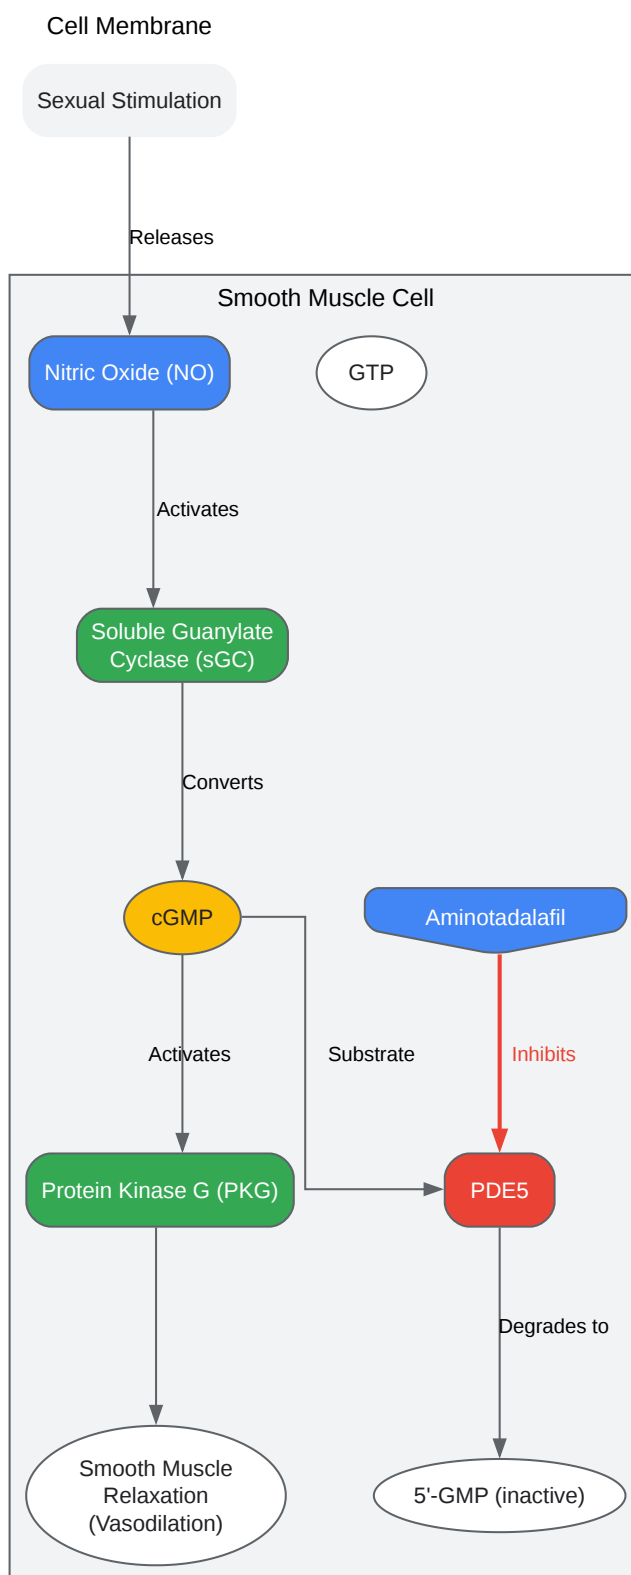 Cell Membrane
Sexual Stimulation
Releases
Smooth Muscle Cell
Nitric Oxide (NO)
GTP
Activates
Soluble Guanylate
Cyclase (sGC)
Converts
cGMP
Aminotadalafil
Activates
Substrate
Inhibits
Protein Kinase G (PKG)
PDE5
Degrades to
Smooth Muscle
Relaxation
(Vasodilation)
5'-GMP (inactive)